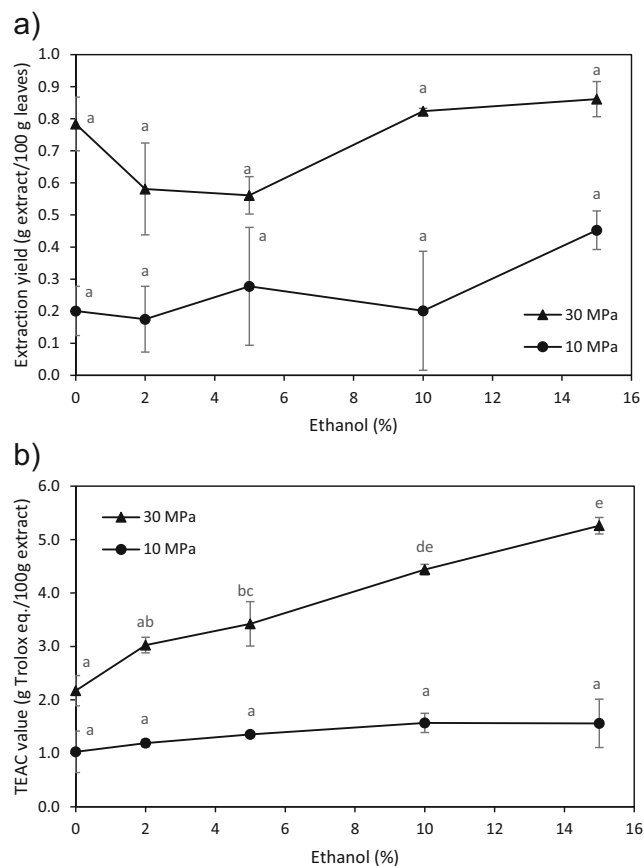 a)
Extraction yield (g extract/100 g leaves)
1.0
0.9
0.8
0.7
0.6
0.5
0.4
0.3
0.2
0.1
0.0
a
a
a
a
a
a
a
a
a
a
30 MPa
10 MPa
0
2
4
6
8
10
12
14
16
Ethanol (%)
b)
TEAC value (g Trolox eq./100g extract)
6.0
5.0
4.0
3.0
2.0
1.0
0.0
30 MPa
10 MPa
a
ab
bc
de
e
a
a
a
a
a
0
2
4
6
8
10
12
14
16
Ethanol (%)